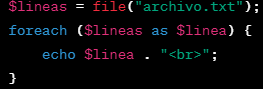 $lineas = file("archivo.txt");
foreach ($lineas as $linea) {
    echo $linea . "<br>";
}